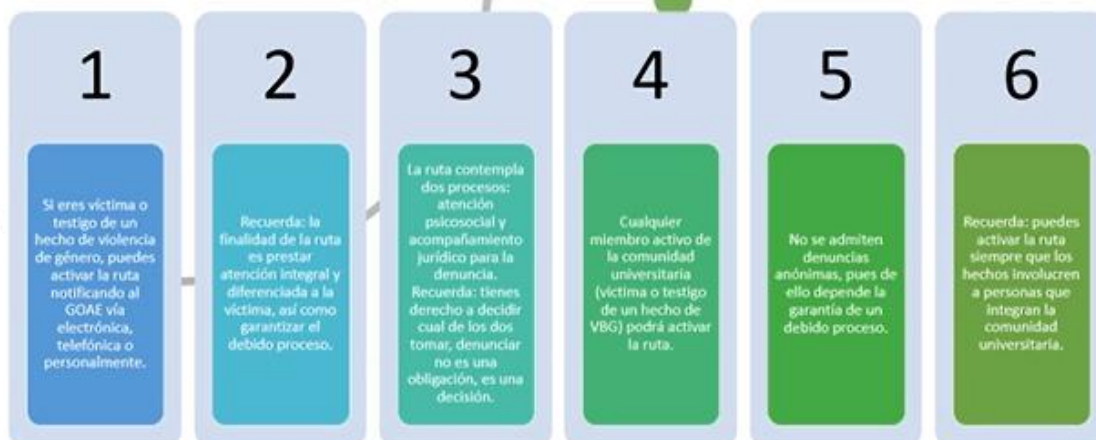 1
Si eres víctima o
testigo de un
hecho de violencia
de género, puedes
activar la ruta
notificando al
GOAE vía
electrónica,
telefónica o
personalmente.
2
Recuerda: la
finalidad de la ruta
es prestar
atención integral y
diferenciada a la
víctima, así como
garantizar el
debido proceso.
3
La ruta contempla
dos procesos:
atención
psicosocial y
acompañamiento
jurídico para la
denuncia.
Recuerda: tienes
derecho a decidir
cual de los dos
tomar, denunciar
no es una
obligación, es una
decisión.
4
Cualquier
miembro activo de
la comunidad
universitaria
(víctima o testigo
de un hecho de
VBG) podrá activar
la ruta.
5
No se admiten
denuncias
anónimas, pues de
ello depende la
garantía de un
debido proceso.
6
Recuerda: puedes
activar la ruta
siempre que los
hechos involucren
a personas que
integran la
comunidad
universitaria.